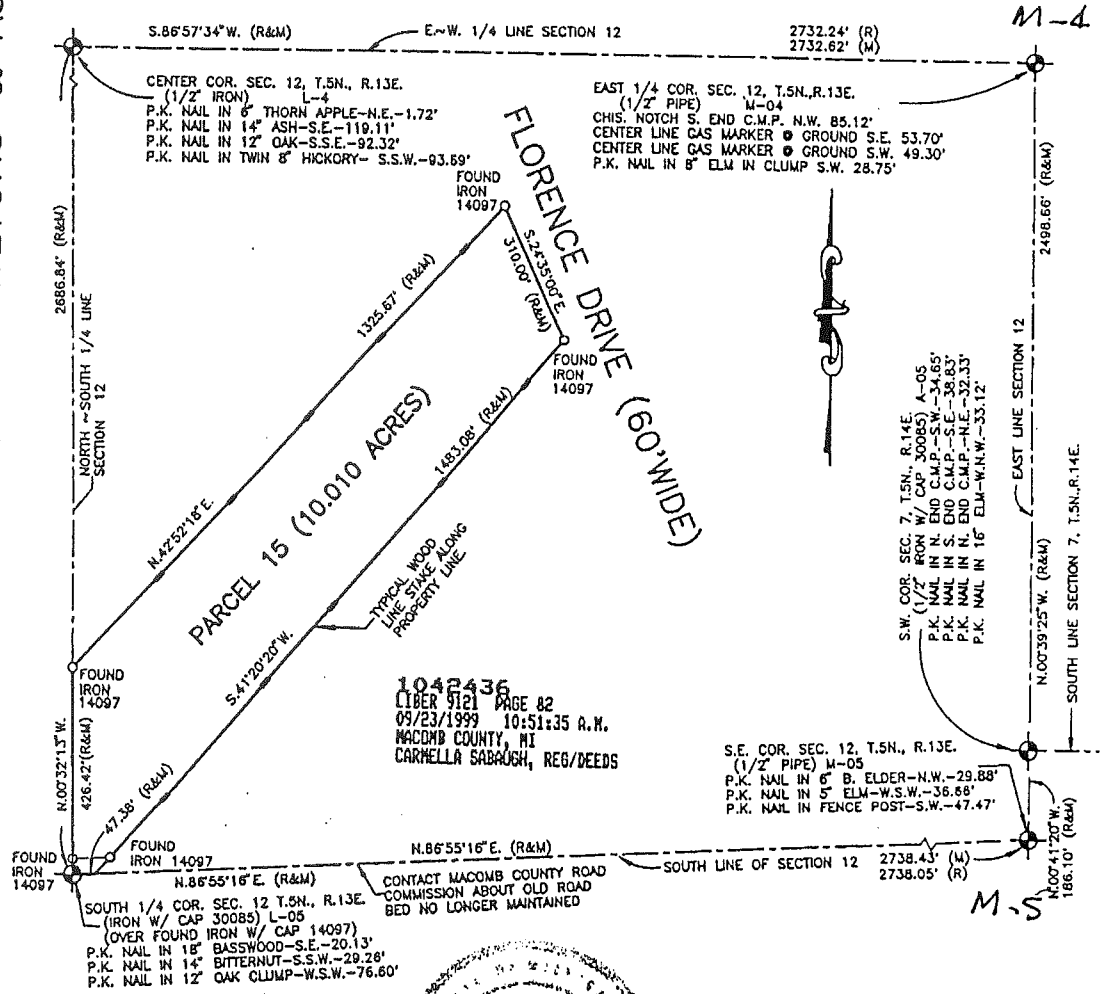 M-4
S.86°57'34"W. (R&M)
E.~W. 1/4 LINE SECTION 12
2732.24' (R)
2732.62' (M)
CENTER COR. SEC. 12, T.5N., R.13E.
(1/2" IRON) L-4
P.K. NAIL IN 6" THORN APPLE-N.E.-1.72'
P.K. NAIL IN 14" ASH-S.E.-119.11'
P.K. NAIL IN 12" OAK-S.S.E.-92.32'
P.K. NAIL IN TWIN 8" HICKORY- S.S.W.-93.69'
EAST 1/4 COR. SEC. 12, T.5N.,R.13E.
(1/2" PIPE) M-04
CHIS. NOTCH S. END C.M.P. N.W. 85.12'
CENTER LINE GAS MARKER @ GROUND S.E. 53.70'
CENTER LINE GAS MARKER @ GROUND S.W. 49.30'
P.K. NAIL IN 8" ELM IN CLUMP S.W. 28.75'
FLORENCE DRIVE (60'WIDE)
FOUND
IRON
14097
S.24°35'00"E.
310.00' (R&M)
FOUND
IRON
14097
2686.84' (R&M)
NORTH ~ SOUTH 1/4 LINE
SECTION 12
1325.67' (R&M)
N.42°52'18"E.
PARCEL 15 (10.010 ACRES)
1483.08' (R&M)
S.41°20'20"W.
TYPICAL WOOD
LINE STAKE ALONG
PROPERTY LINE
2498.66' (R&M)
EAST LINE SECTION 12
N.00°39'25"W. (R&M)
SOUTH LINE SECTION 7, T.5N.,R.14E.
S.W. COR. SEC. 7, T.5N., R.14E.
(1/2" IRON W/ CAP 30085) A-05
P.K. NAIL IN N. END C.M.P.-S.W.-34.65'
P.K. NAIL IN S. END C.M.P.-S.E.-38.83'
P.K. NAIL IN N. END C.M.P.-N.E.-32.33'
P.K. NAIL IN 16" ELM-W.N.W.-33.12'
FOUND
IRON
14097
N.00°32'13"W.
426.42'(R&M)
1042436
LIBER 9121 PAGE 82
09/23/1999 10:51:35 A.M.
MACOMB COUNTY, MI
CARMELLA SABAUGH, REG/DEEDS
S.E. COR. SEC. 12, T.5N., R.13E.
(1/2" PIPE) M-05
P.K. NAIL IN 6" B. ELDER-N.W.-29.88'
P.K. NAIL IN 5" ELM-W.S.W.-36.66'
P.K. NAIL IN FENCE POST-S.W.-47.47'
47.38' (R&M)
FOUND
IRON
14097
FOUND
IRON 14097
N.86°55'16"E. (R&M)
SOUTH LINE OF SECTION 12
2738.43' (M)
2738.05' (R)
N.00°41'20"W.
186.10' (R&M)
M-5
N.86°55'16"E. (R&M)
CONTACT MACOMB COUNTY ROAD
COMMISSION ABOUT OLD ROAD
BED NO LONGER MAINTAINED
SOUTH 1/4 COR. SEC. 12 T.5N., R.13E.
(IRON W/ CAP 30085) L-05
(OVER FOUND IRON W/ CAP 14097)
P.K. NAIL IN 18" BASSWOOD-S.E.-20.13'
P.K. NAIL IN 14" BITTERNUT-S.S.W.-29.26'
P.K. NAIL IN 12" OAK CLUMP-W.S.W.-76.60'